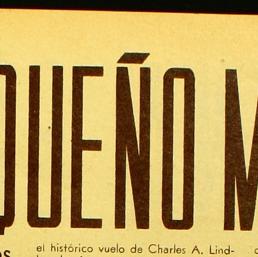 QUEÑO M
el histórico vuelo de Charles A. Lind-